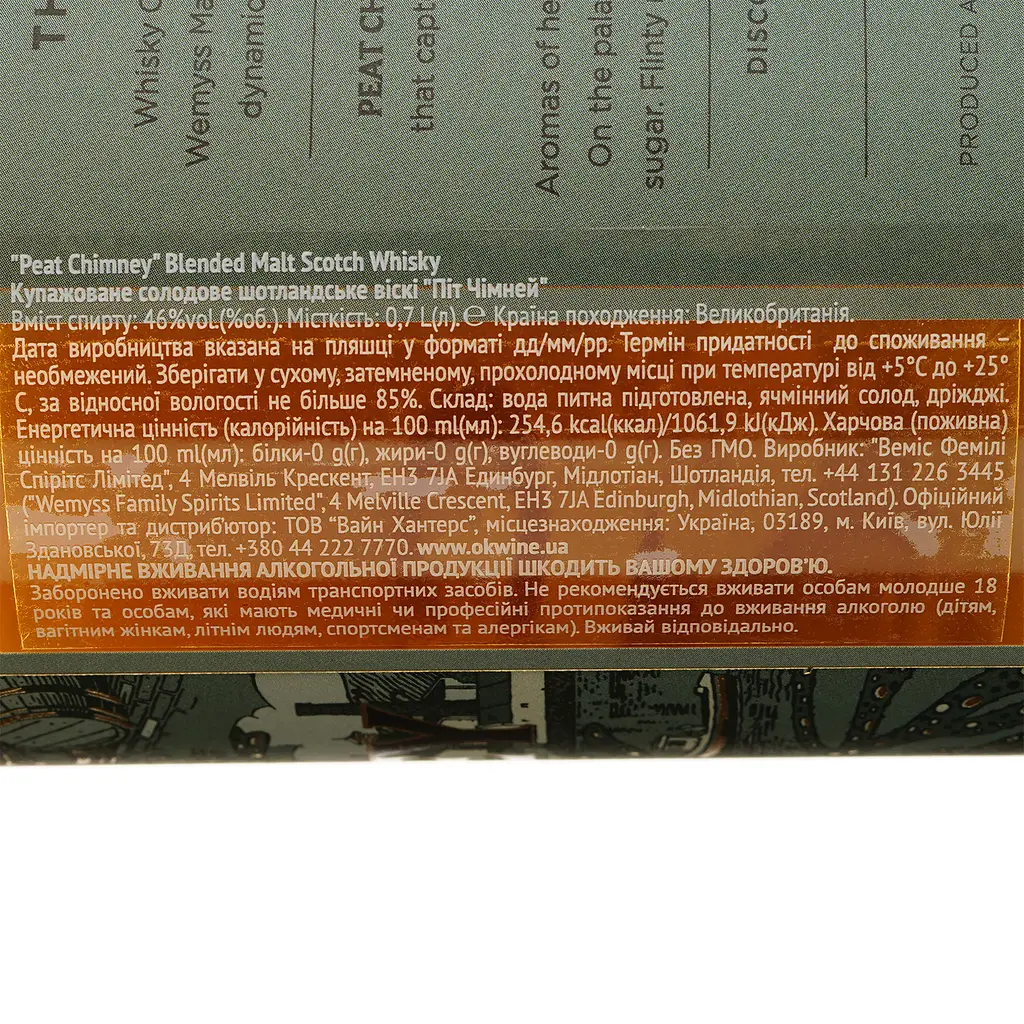 Whisky
Wemyss
dynamic
PEAT
that
Aromas of
On the
sugar. Flinty
PRODUCED
"Peat Chimney" Blended Malt Scotch Whisky
Купажоване солодове шотландське віскі "Піт Чімней"
Вміст спирту: 46%vol.(%об.). Місткість: 0,7 L(л). ℮ Країна походження: Великобританія.
Дата виробництва вказана на пляшці у форматі дд/мм/рр. Термін придатності до споживання –
необмежений. Зберігати у сухому, затемненому, прохолодному місці при температурі від +5°C до +25°
С, за відносної вологості не більше 85%. Склад: вода питна підготовлена, ячмінний солод, дріжджі.
Енергетична цінність (калорійність) на 100 ml(мл): 254,6 kcal(ккал)/1061,9 kJ(кДж). Харчова (поживна)
цінність на 100 ml(мл): білки-0 g(г), жири-0 g(г), вуглеводи-0 g(г). Без ГМО. Виробник: "Веміс Фемілі
Спірітс Лімітед", 4 Мелвіль Крескент, EH3 7JA Единбург, Мідлотіан, Шотландія, тел. +44 131 226 3445
("Wemyss Family Spirits Limited", 4 Melville Crescent, EH3 7JA Edinburgh, Midlothian, Scotland). Офіційний
імпортер та дистриб'ютор: ТОВ "Вайн Хантерс", місцезнаходження: Україна, 03189, м. Київ, вул. Юлії
Здановської, 73Д, тел. +380 44 222 7770. www.okwine.ua
НАДМІРНЕ ВЖИВАННЯ АЛКОГОЛЬНОЇ ПРОДУКЦІЇ ШКОДИТЬ ВАШОМУ ЗДОРОВ'Ю.
Заборонено вживати водіям транспортних засобів. Не рекомендується вживати особам молодше 18
років та особам, які мають медичні чи професійні протипоказання до вживання алкоголю (дітям,
вагітним жінкам, літнім людям, спортсменам та алергікам). Вживай відповідально.